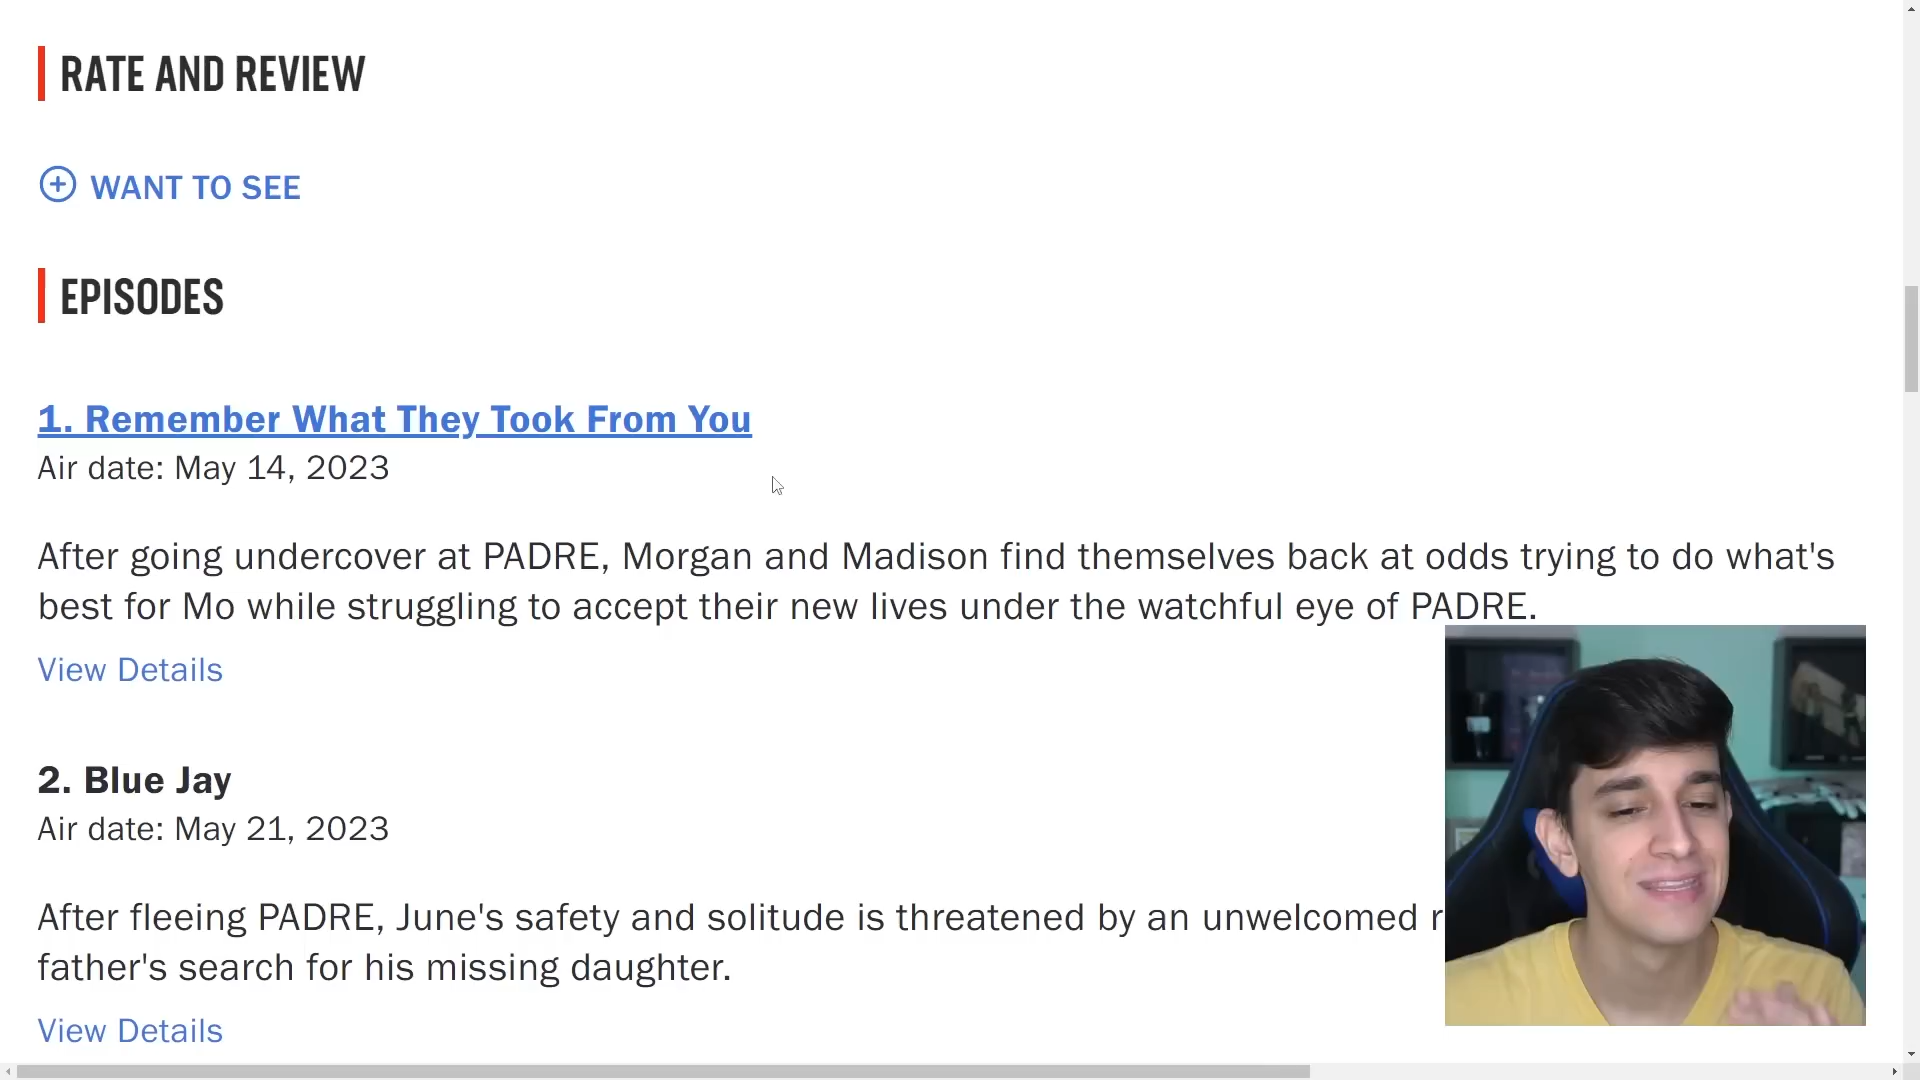 RATE AND REVIEW
WANT TO SEE
EPISODES
1. Remember What They Took From You
Air date: May 14, 2023
After going undercover at PADRE, Morgan and Madison find themselves back at odds trying to do what's
best for Mo while struggling to accept their new lives under the watchful eye of PADRE.
View Details
2. Blue Jay
Air date: May 21, 2023
After fleeing PADRE, June's safety and solitude is threatened by an unwelcomed
father's search for his missing daughter.
View Details